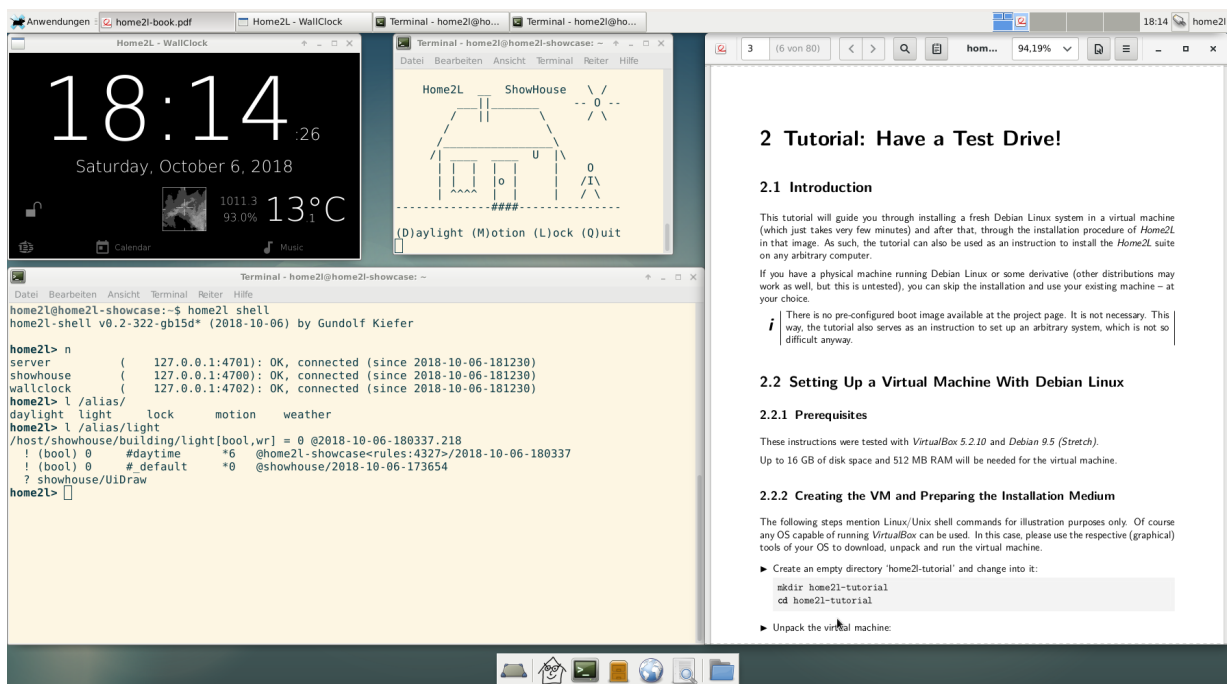 Anwendungen
home2l-book.pdf
Home2L - WallClock
Terminal - home2l@ho...
Terminal - home2l@ho...
18:14
home2l
Home2L - WallClock
18:14:26
Saturday, October 6, 2018
1011.3
93.0%
13°C
1
Calendar
Music
Terminal - home2l@home2l-showcase: ~
Datei Bearbeiten Ansicht Terminal Reiter Hilfe
Home2L ShowHouse
(D)aylight (M)otion (L)ock (Q)uit
Terminal - home2l@home2l-showcase: ~
Datei Bearbeiten Ansicht Terminal Reiter Hilfe
home2l@home2l-showcase:~$ home2l shell
home2l-shell v0.2-322-gb15d* (2018-10-06) by Gundolf Kiefer
home2l> n
server ( 127.0.0.1:4701): OK, connected (since 2018-10-06-181230)
showhouse ( 127.0.0.1:4700): OK, connected (since 2018-10-06-181230)
wallclock ( 127.0.0.1:4702): OK, connected (since 2018-10-06-181230)
home2l> l /alias/
daylight light lock motion weather
home2l> l /alias/light
/host/showhouse/building/light[bool,wr] = 0 @2018-10-06-180337.218
! (bool) 0 #daytime *6 @home2l-showcase<rules:4327>/2018-10-06-180337
! (bool) 0 #_default *0 @showhouse/2018-10-06-173654
? showhouse/UiDraw
home2l>
3 (6 von 80) hom... 94,19%
2 Tutorial: Have a Test Drive!
2.1 Introduction
This tutorial will guide you through installing a fresh Debian Linux system in a virtual machine
(which just takes very few minutes) and after that, through the installation procedure of Home2L
in that image. As such, the tutorial can also be used as an instruction to install the Home2L suite
on any arbitrary computer.
If you have a physical machine running Debian Linux or some derivative (other distributions may
work as well, but this is untested), you can skip the installation and use your existing machine – at
your choice.
i
There is no pre-configured boot image available at the project page. It is not necessary. This
way, the tutorial also serves as an instruction to set up an arbitrary system, which is not so
difficult anyway.
2.2 Setting Up a Virtual Machine With Debian Linux
2.2.1 Prerequisites
These instructions were tested with VirtualBox 5.2.10 and Debian 9.5 (Stretch).
Up to 16 GB of disk space and 512 MB RAM will be needed for the virtual machine.
2.2.2 Creating the VM and Preparing the Installation Medium
The following steps mention Linux/Unix shell commands for illustration purposes only. Of course
any OS capable of running VirtualBox can be used. In this case, please use the respective (graphical)
tools of your OS to download, unpack and run the virtual machine.
► Create an empty directory 'home2l-tutorial' and change into it:
mkdir home2l-tutorial
cd home2l-tutorial
► Unpack the virtual machine: